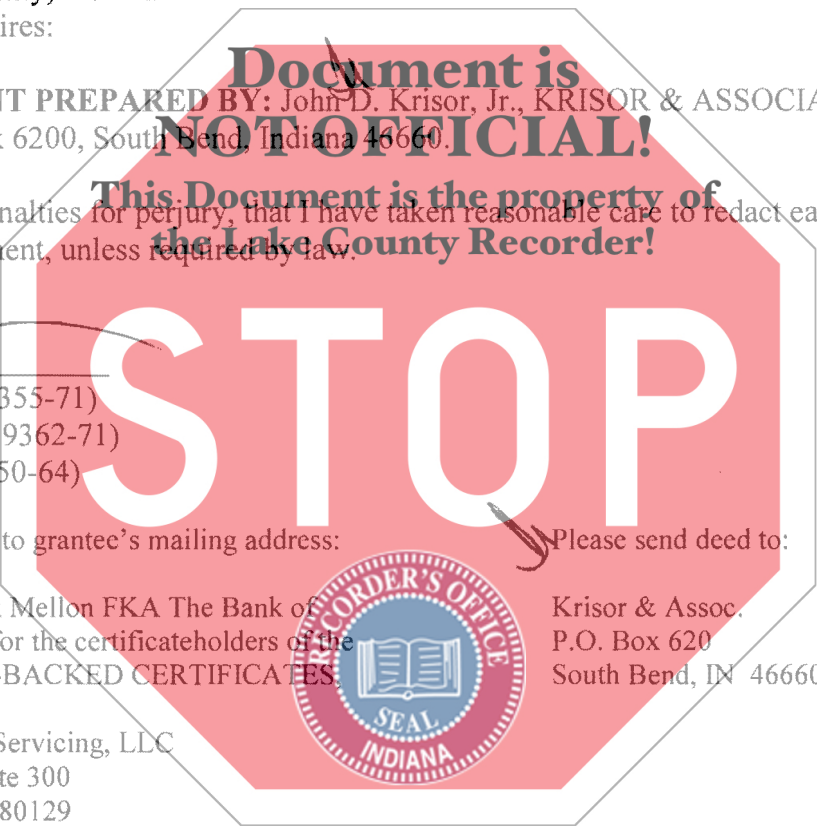 ires:
Document is
NT PREPARED BY: John D. Krisor, Jr., KRISOR & ASSOCIA
NOT OFFICIAL!
x 6200, South Bend, Indiana 46660.
This Document is the property of
nalties for perjury, that I have taken reasonable care to redact ea
the Lake County Recorder!
ment, unless required by law.
STOP
355-71)
9362-71)
50-64)
to grantee's mailing address:
Please send deed to:
Mellon FKA The Bank of
Krisor & Assoc.
for the certificateholders of the
P.O. Box 620
-BACKED CERTIFICATES,
South Bend, IN 46660
RECORDER'S OFFICE
SEAL
INDIANA
Servicing, LLC
te 300
80129